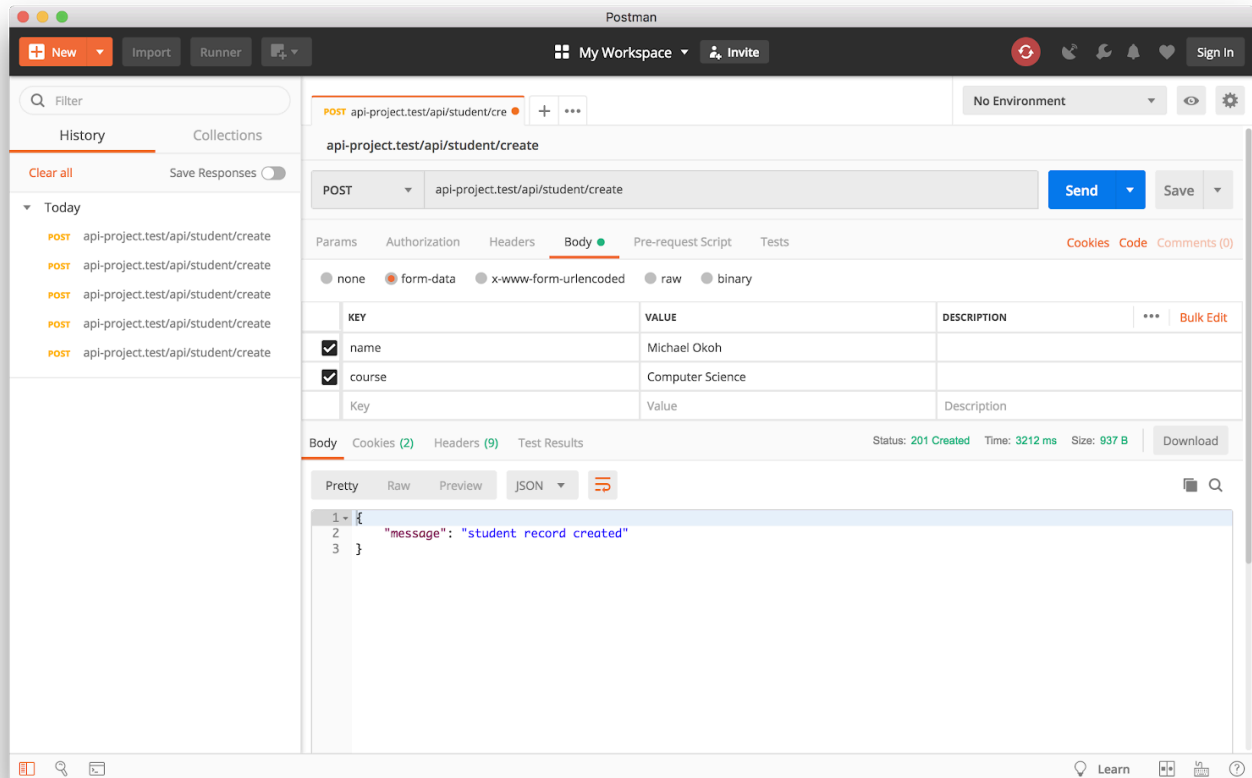 Postman
New Import Runner My Workspace Invite Sign In
Filter
History Collections
Clear all Save Responses
Today
POST api-project.test/api/student/create
POST api-project.test/api/student/create
POST api-project.test/api/student/create
POST api-project.test/api/student/create
POST api-project.test/api/student/create
POST api-project.test/api/student/cre + ••• No Environment
api-project.test/api/student/create
POST api-project.test/api/student/create Send Save
Params Authorization Headers Body Pre-request Script Tests Cookies Code Comments (0)
none form-data x-www-form-urlencoded raw binary
KEY VALUE DESCRIPTION ••• Bulk Edit
name Michael Okoh
course Computer Science
Key Value Description
Body Cookies (2) Headers (9) Test Results Status: 201 Created Time: 3212 ms Size: 937 B Download
Pretty Raw Preview JSON
1 {
2 "message": "student record created"
3 }
Learn ?